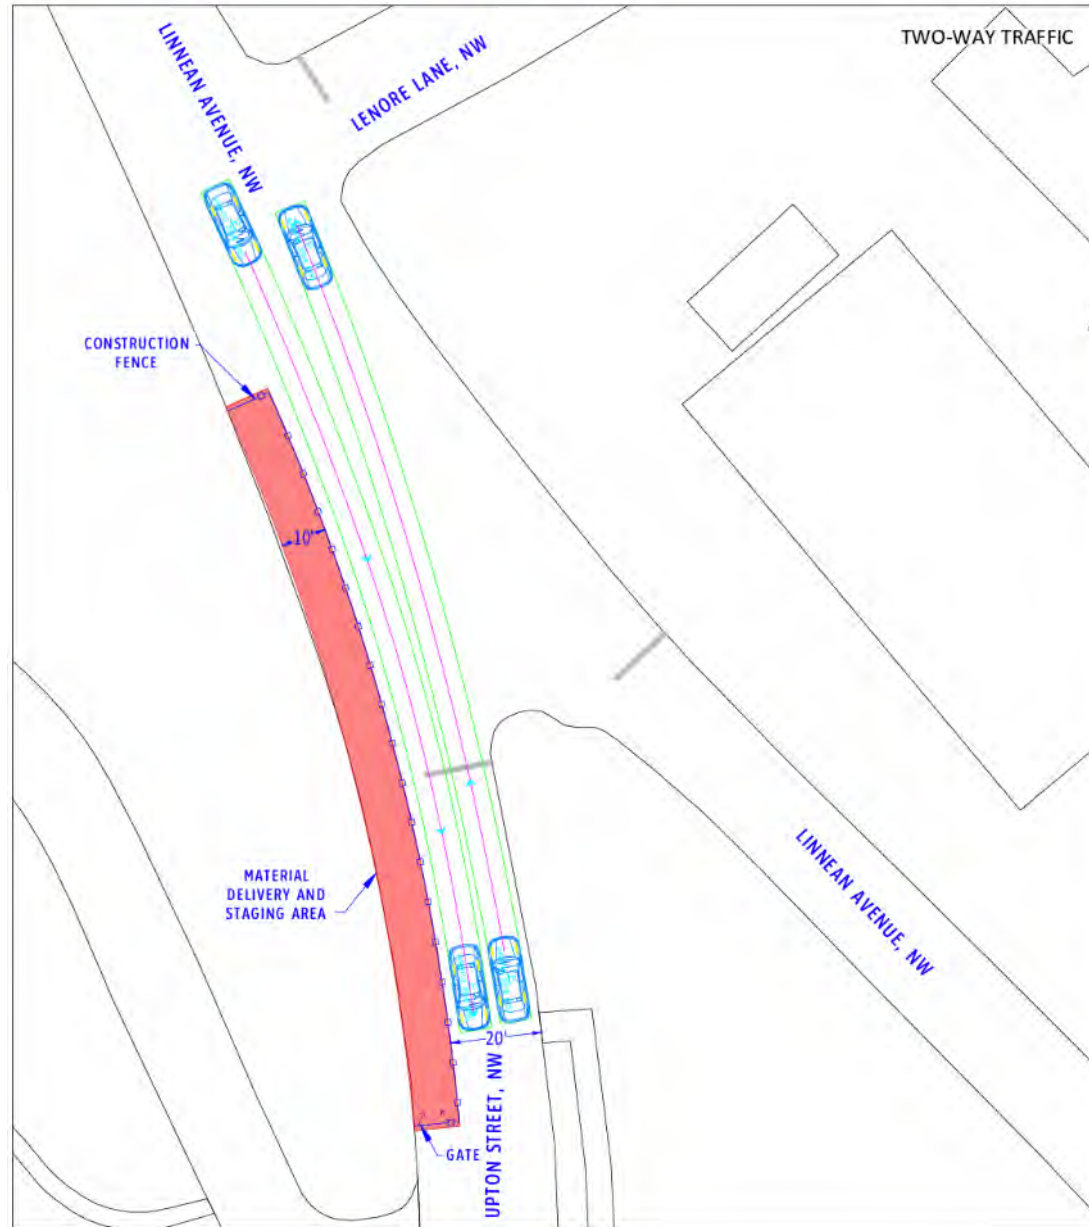 TWO-WAY TRAFFIC
LINNEAN AVENUE, NW
LENORE LANE, NW
CONSTRUCTION
FENCE
10'
MATERIAL
DELIVERY AND
STAGING AREA
LINNEAN AVENUE, NW
20'
UPTON STREET, NW
GATE